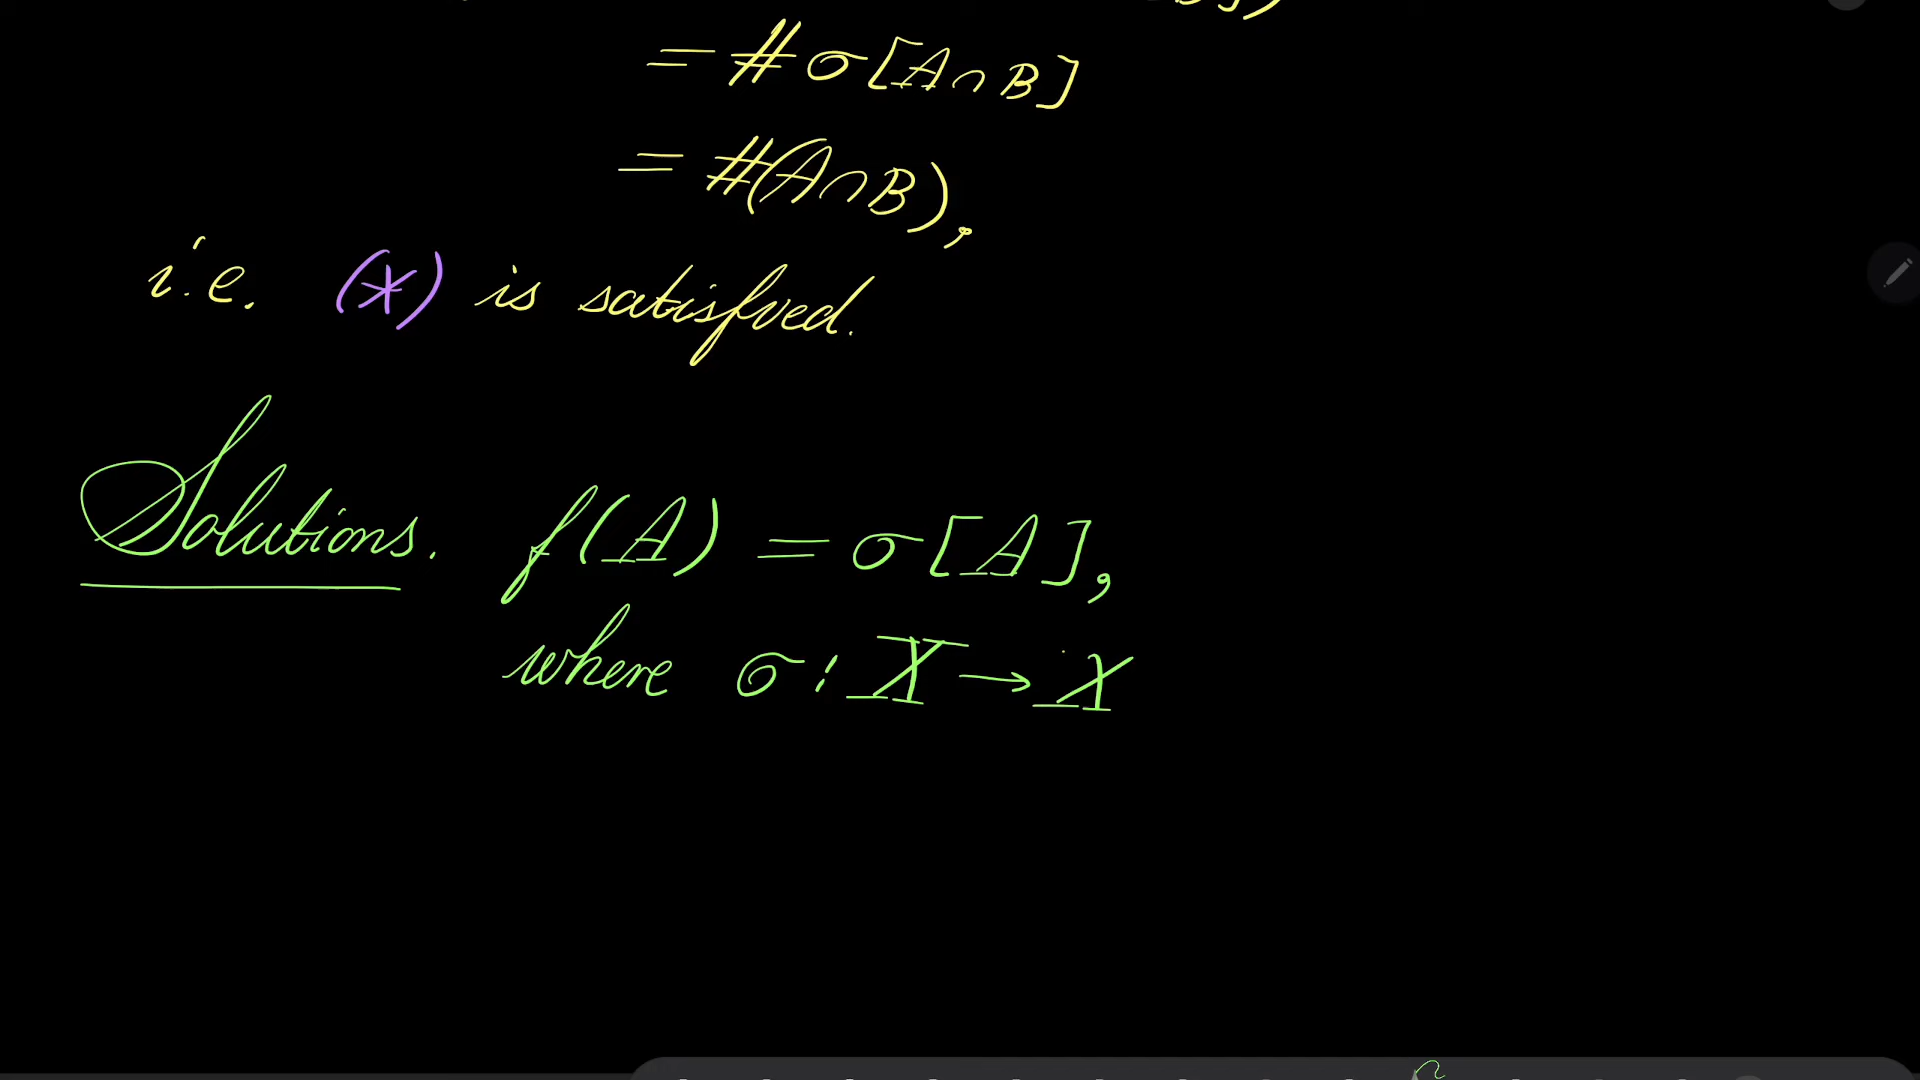 = # σ[A∩B]
= #(A∩B),
i.e. (*) is satisfied.
Solutions. f(A) = σ[A],
where σ: X → X